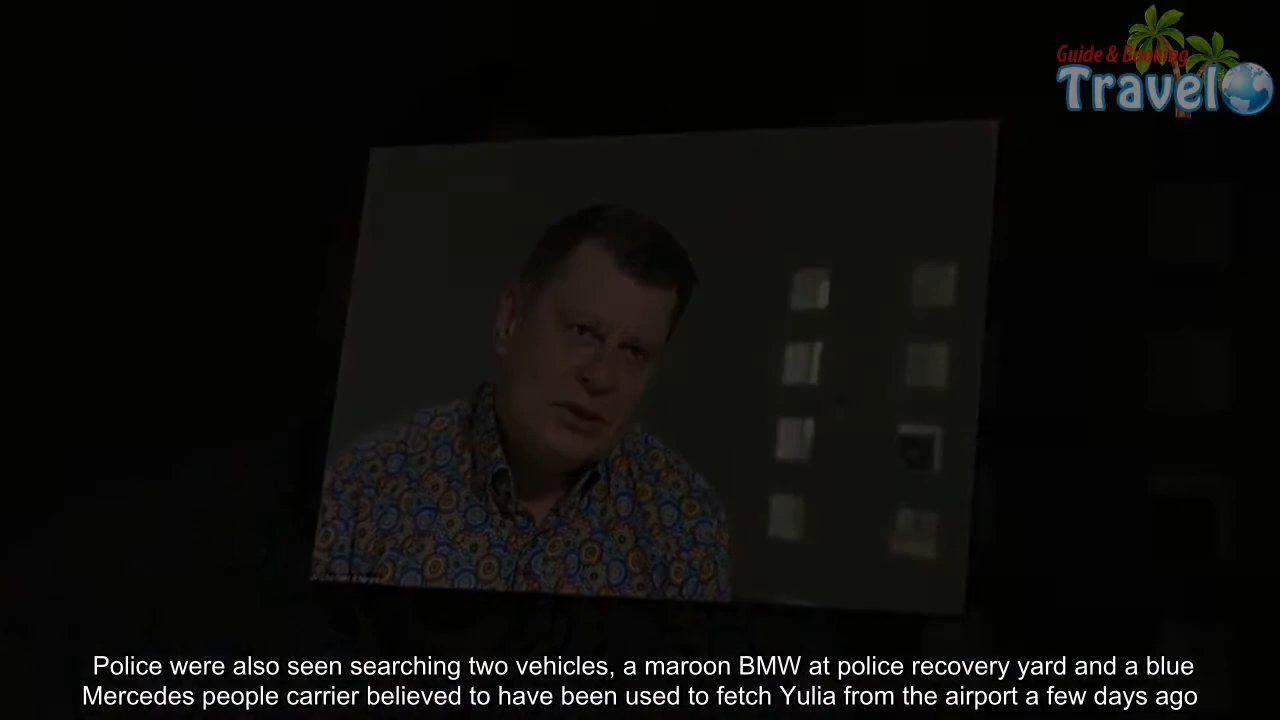 Guide & Booking
Travel
Police were also seen searching two vehicles, a maroon BMW at police recovery yard and a blue
Mercedes people carrier believed to have been used to fetch Yulia from the airport a few days ago